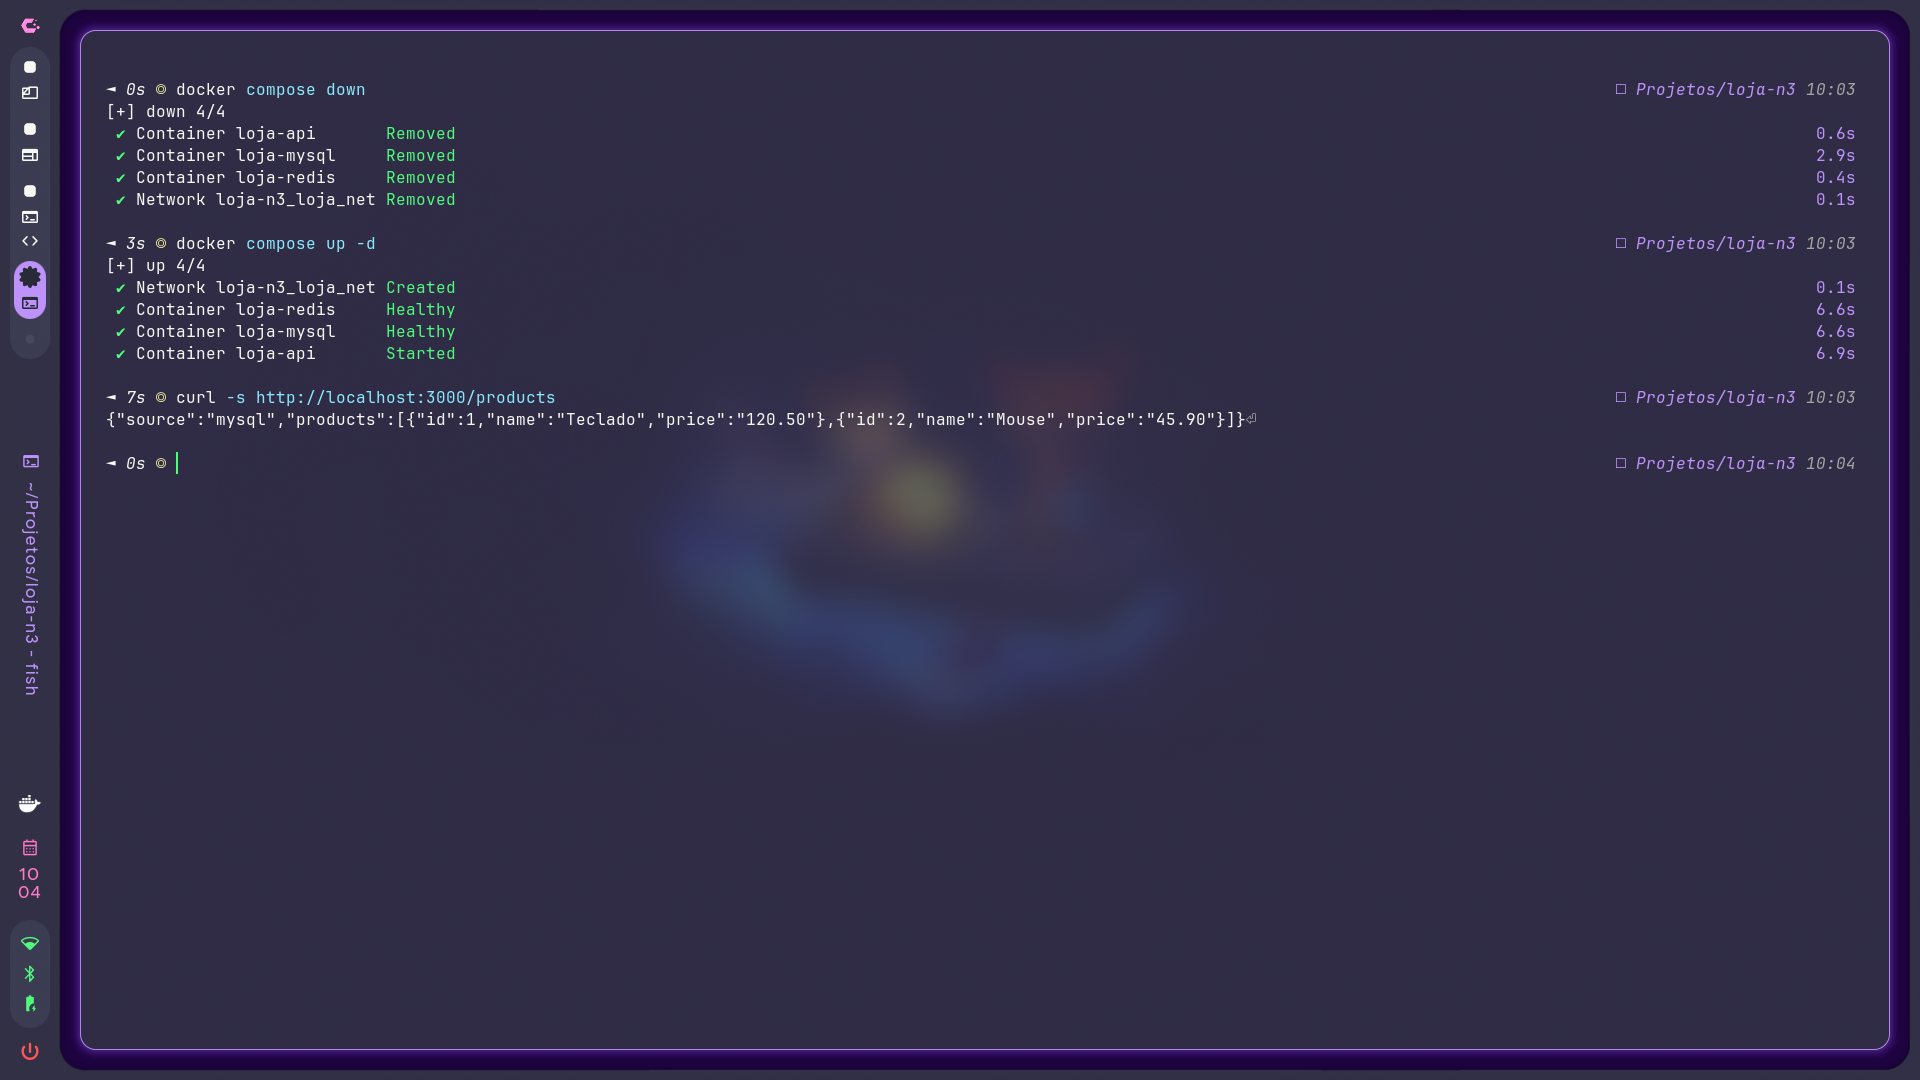 ◄ 0s ◎ docker compose down □ Projetos/loja-n3 10:03
[+] down 4/4
✔ Container loja-api Removed 0.6s
✔ Container loja-mysql Removed 2.9s
✔ Container loja-redis Removed 0.4s
✔ Network loja-n3_loja_net Removed 0.1s
◄ 3s ◎ docker compose up -d □ Projetos/loja-n3 10:03
[+] up 4/4
✔ Network loja-n3_loja_net Created 0.1s
✔ Container loja-redis Healthy 6.6s
✔ Container loja-mysql Healthy 6.6s
✔ Container loja-api Started 6.9s
◄ 7s ◎ curl -s http://localhost:3000/products □ Projetos/loja-n3 10:03
{"source":"mysql","products":[{"id":1,"name":"Teclado","price":"120.50"},{"id":2,"name":"Mouse","price":"45.90"}]}⏎
◄ 0s ◎ □ Projetos/loja-n3 10:04
~/Projetos/loja-n3 - fish
10
04